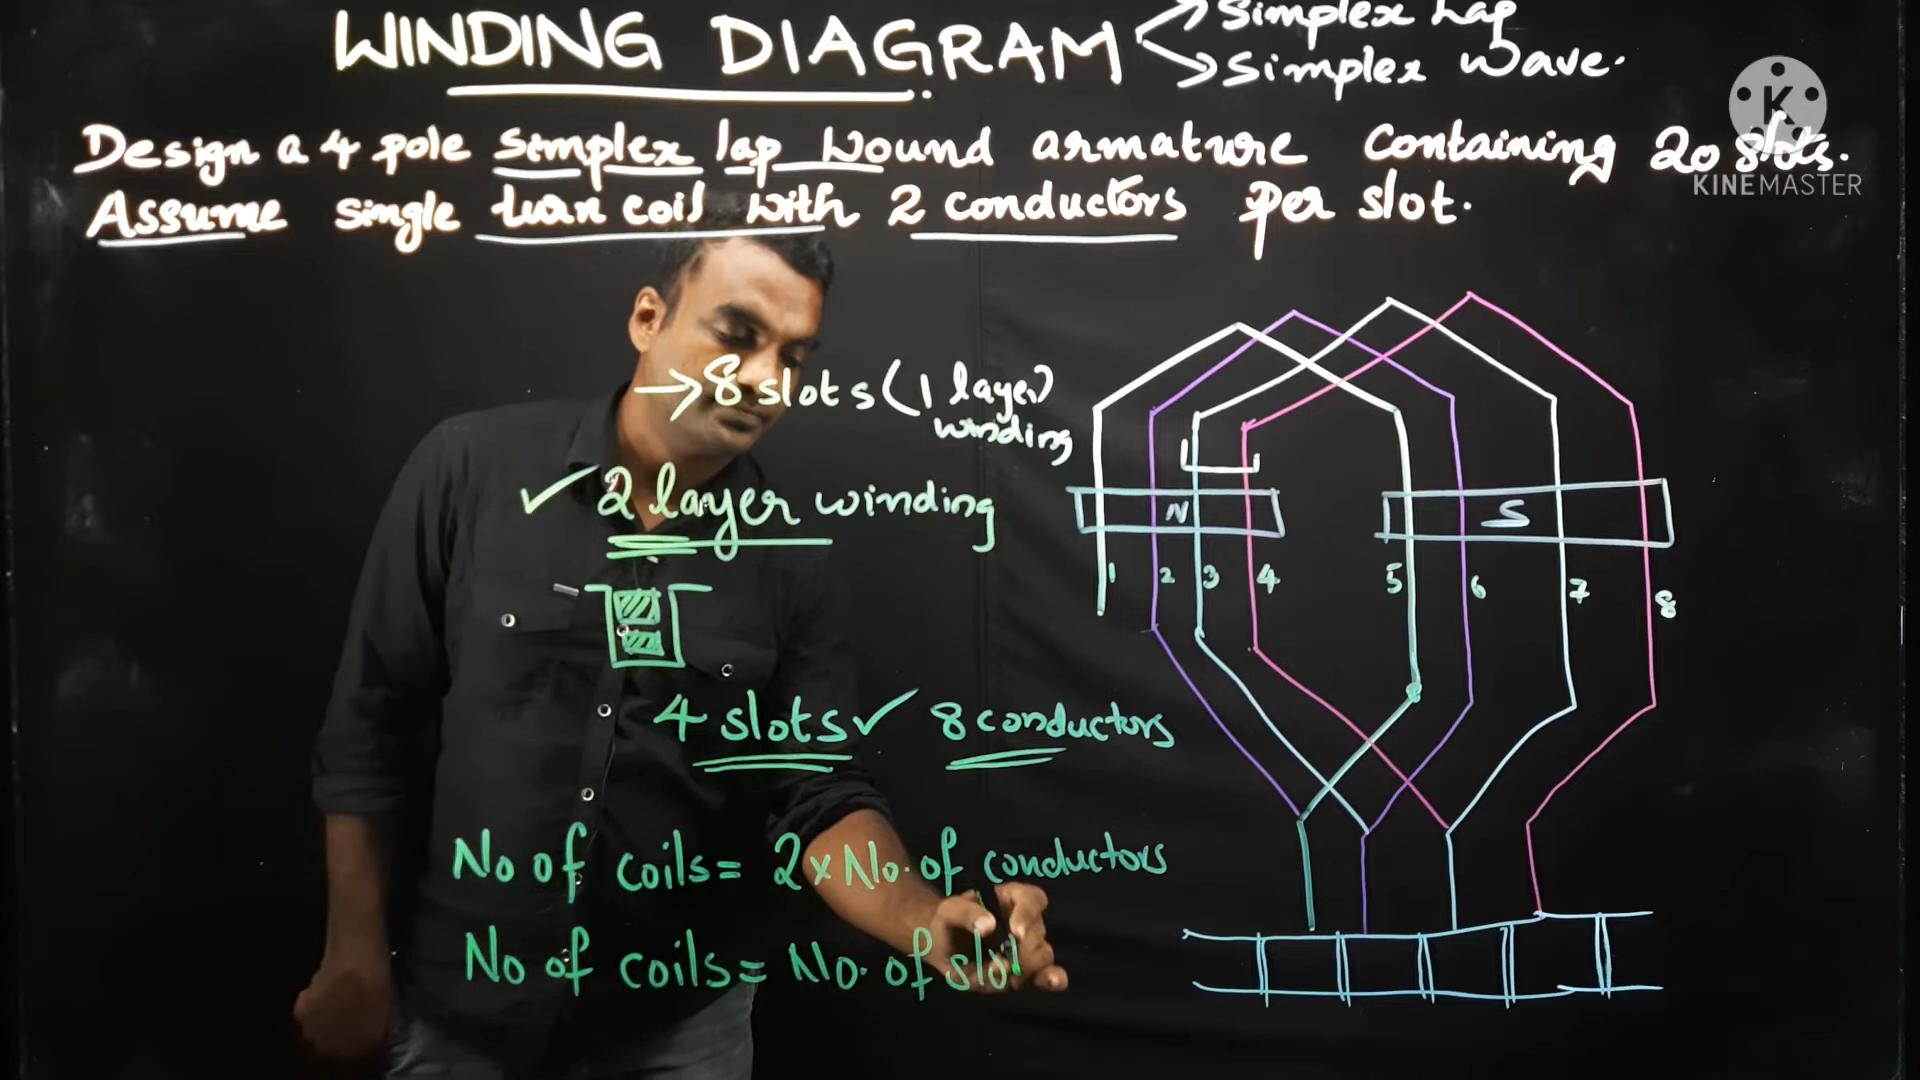 WINDING DIAGRAM
Simplex Lap
Simplex Wave.
Design a 4 pole simplex lap wound armature containing 20 slots.
Assume single turn coil with 2 conductors per slot.
K
KINEMASTER
→ 8 slots (1 layer)
winding
✓ 2 layer winding
4 slots ✓ 8 conductors
No of coils = 2 x No. of conductors
No of coils = No. of slot
N S
1 2 3 4 5 6 7 8